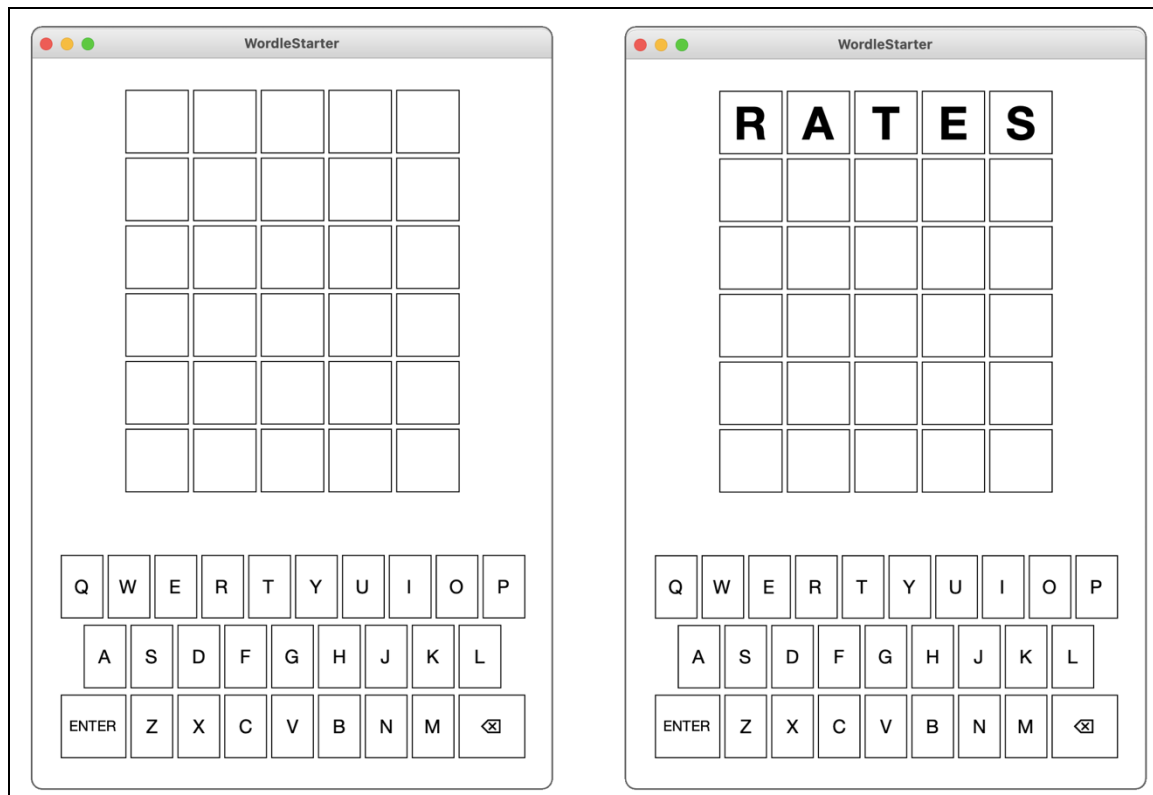 WordleStarter
Q W E R T Y U I O P
A S D F G H J K L
ENTER Z X C V B N M
WordleStarter
R A T E S
Q W E R T Y U I O P
A S D F G H J K L
ENTER Z X C V B N M